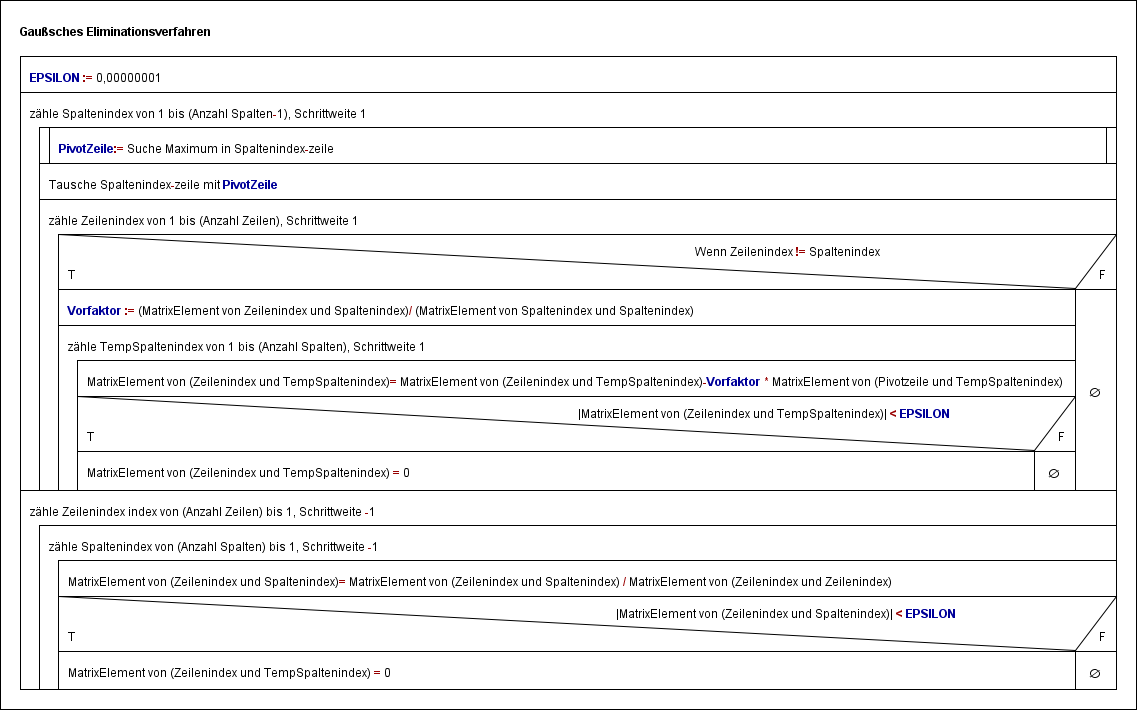 Gaußsches Eliminationsverfahren
EPSILON := 0,00000001
zähle Spaltenindex von 1 bis (Anzahl Spalten-1), Schrittweite 1
PivotZeile:= Suche Maximum in Spaltenindex-zeile
Tausche Spaltenindex-zeile mit PivotZeile
zähle Zeilenindex von 1 bis (Anzahl Zeilen), Schrittweite 1
Wenn Zeilenindex != Spaltenindex
T
F
Vorfaktor := (MatrixElement von Zeilenindex und Spaltenindex)/ (MatrixElement von Spaltenindex und Spaltenindex)
zähle TempSpaltenindex von 1 bis (Anzahl Spalten), Schrittweite 1
MatrixElement von (Zeilenindex und TempSpaltenindex)= MatrixElement von (Zeilenindex und TempSpaltenindex)-Vorfaktor * MatrixElement von (Pivotzeile und TempSpaltenindex)
∅
|MatrixElement von (Zeilenindex und TempSpaltenindex)| < EPSILON
T
F
MatrixElement von (Zeilenindex und TempSpaltenindex) = 0
∅
zähle Zeilenindex index von (Anzahl Zeilen) bis 1, Schrittweite -1
zähle Spaltenindex von (Anzahl Spalten) bis 1, Schrittweite -1
MatrixElement von (Zeilenindex und Spaltenindex)= MatrixElement von (Zeilenindex und Spaltenindex) / MatrixElement von (Zeilenindex und Zeilenindex)
|MatrixElement von (Zeilenindex und Spaltenindex)| < EPSILON
T
F
MatrixElement von (Zeilenindex und TempSpaltenindex) = 0
∅